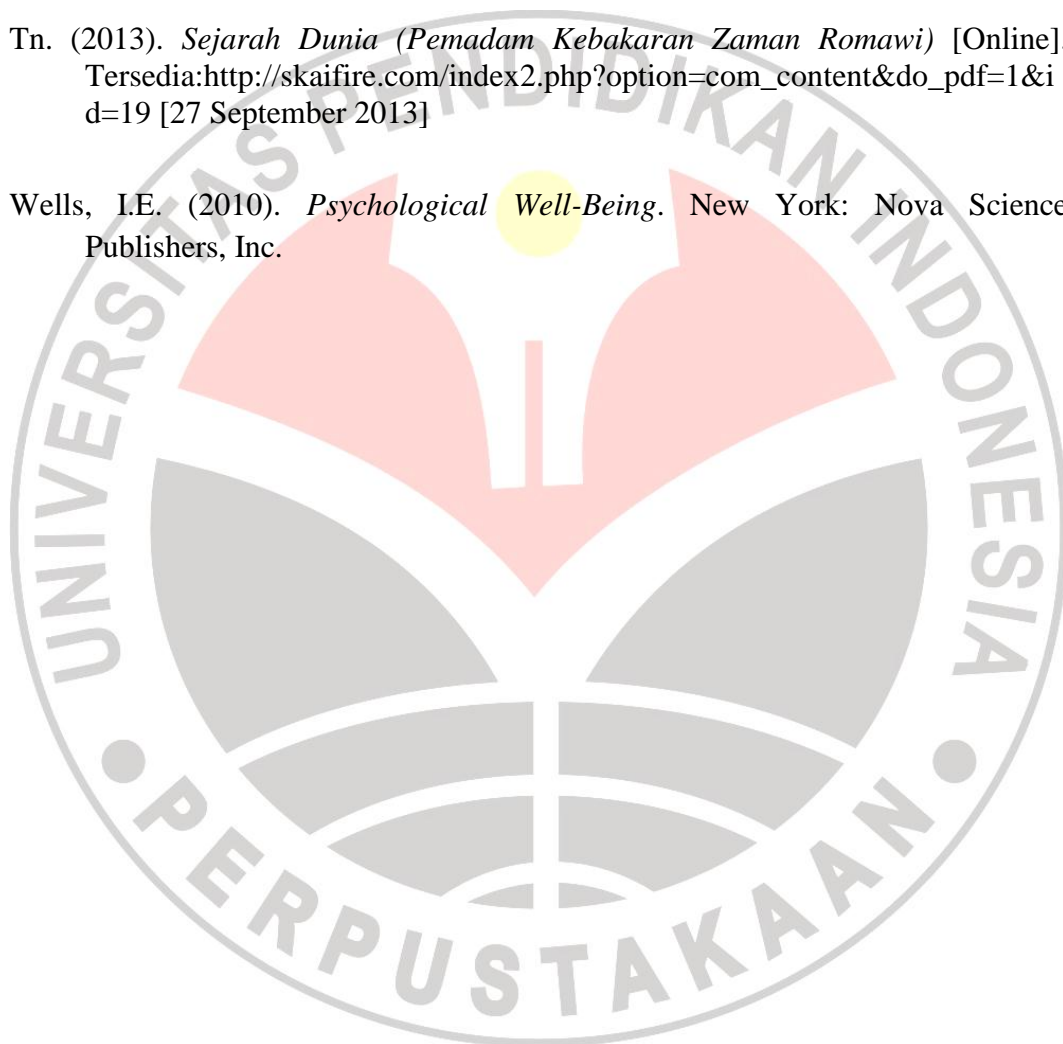 Tn. (2013). Sejarah Dunia (Pemadam Kebakaran Zaman Romawi) [Online].
Tersedia:http://skaifire.com/index2.php?option=com_content&do_pdf=1&i
d=19 [27 September 2013]
Wells, I.E. (2010). Psychological Well-Being. New York: Nova Science
Publishers, Inc.
UNIVERSITAS PENDIDIKAN INDONESIA
PERPUSTAKAAN